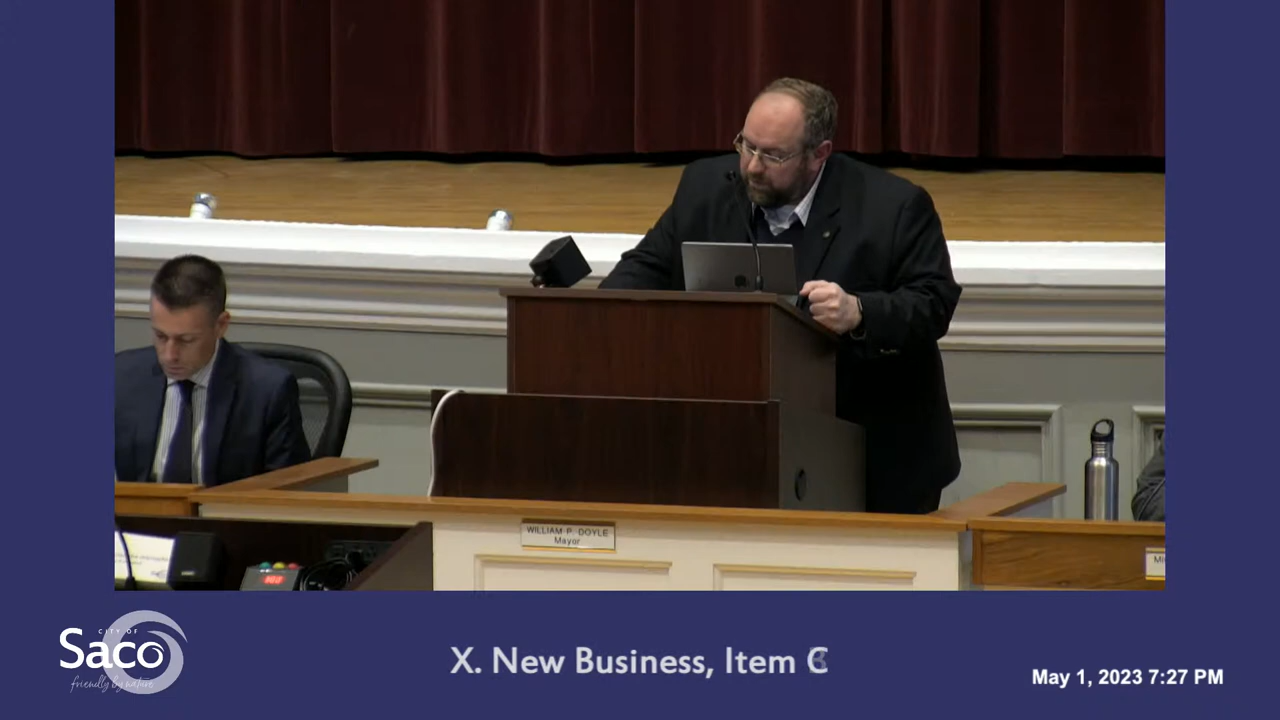 WILLIAM P. DOYLE
Mayor
CITY OF
Saco
friendly by nature
X. New Business, Item C
May 1, 2023 7:27 PM